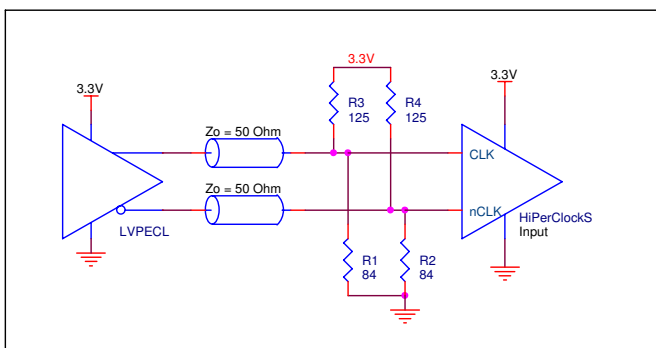 3.3V
3.3V
3.3V
R3
125
R4
125
Zo = 50 Ohm
CLK
Zo = 50 Ohm
nCLK
HiPerClockS
Input
LVPECL
R1
84
R2
84